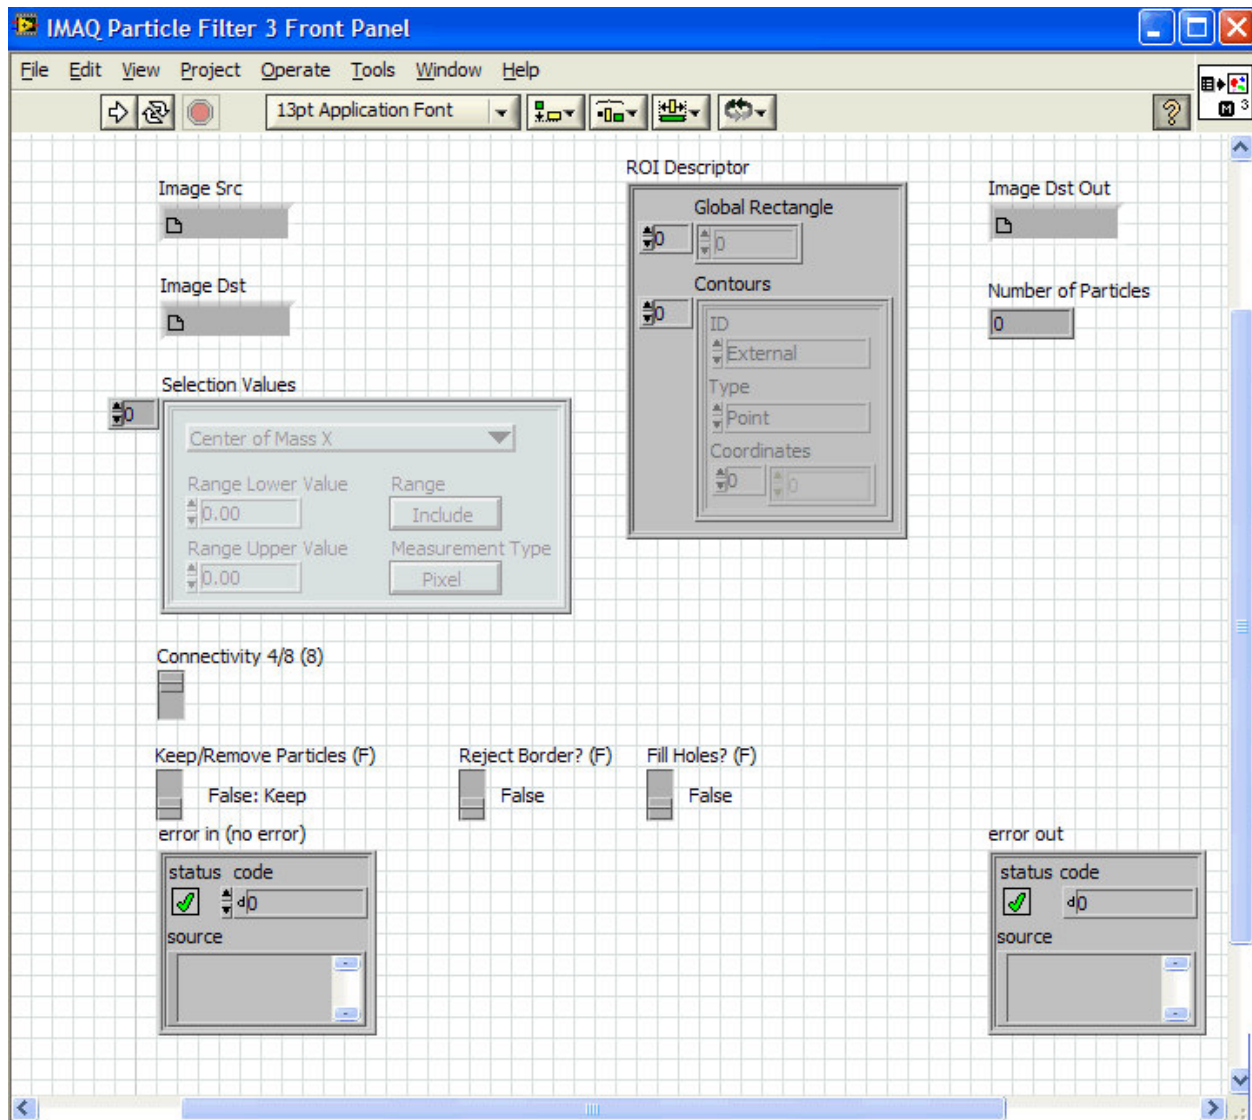 IMAQ Particle Filter 3 Front Panel
File Edit View Project Operate Tools Window Help
13pt Application Font
?
M 3
Image Src
Image Dst
Selection Values
0
Center of Mass X
Range Lower Value Range
0.00 Include
Range Upper Value Measurement Type
0.00 Pixel
Connectivity 4/8 (8)
ROI Descriptor
Global Rectangle
0 0
Contours
0
ID
External
Type
Point
Coordinates
0 0
Image Dst Out
Number of Particles
0
Keep/Remove Particles (F) Reject Border? (F) Fill Holes? (F)
False: Keep False False
error in (no error)
status code
d0
source
error out
status code
d0
source